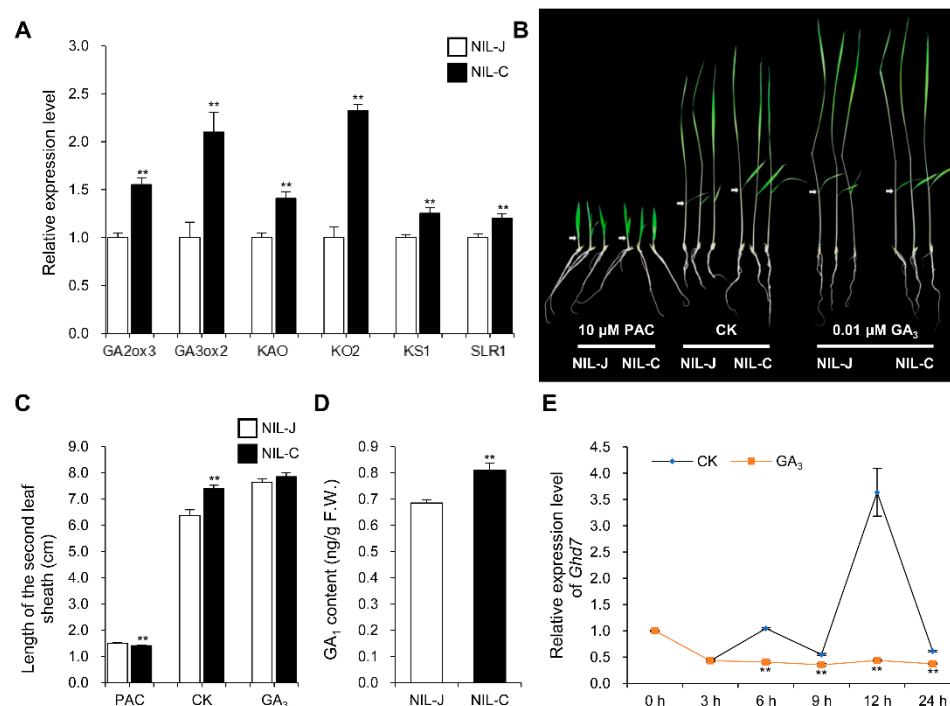 A
NIL-J
NIL-C
Relative expression level
3.0
2.5
2.0
1.5
1.0
0.5
0.0
**
**
**
**
**
**
GA2ox3 GA3ox2 KAO KO2 KS1 SLR1
B
10 µM PAC CK 0.01 µM GA₃
NIL-J NIL-C NIL-J NIL-C NIL-J NIL-C
C
NIL-J
NIL-C
Length of the second leaf
sheath (cm)
9.0
8.0
7.0
6.0
5.0
4.0
3.0
2.0
1.0
0.0
**
**
PAC CK GA₃
D
GA₁ content (ng/g F.W.)
0.9
0.8
0.7
0.6
0.5
0.4
0.3
0.2
0.1
0
**
NIL-J NIL-C
E
CK GA₃
Relative expression level
of Ghd7
4.5
4.0
3.5
3.0
2.5
2.0
1.5
1.0
0.5
0.0
** ** ** **
0 h 3 h 6 h 9 h 12 h 24 h